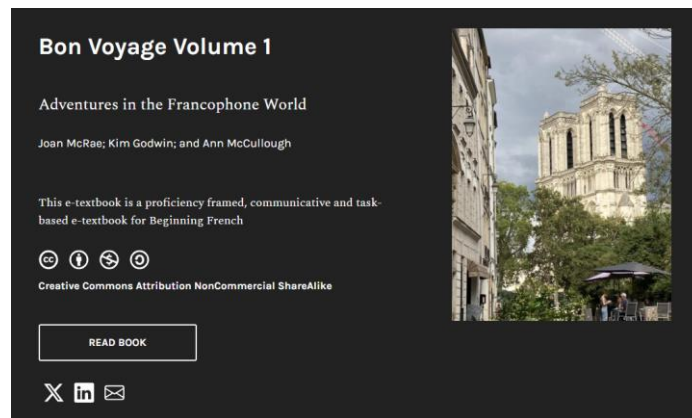 Bon Voyage Volume 1
Adventures in the Francophone World
Joan McRae; Kim Godwin; and Ann McCullough
This e-textbook is a proficiency framed, communicative and task-
based e-textbook for Beginning French
Creative Commons Attribution NonCommercial ShareAlike
READ BOOK